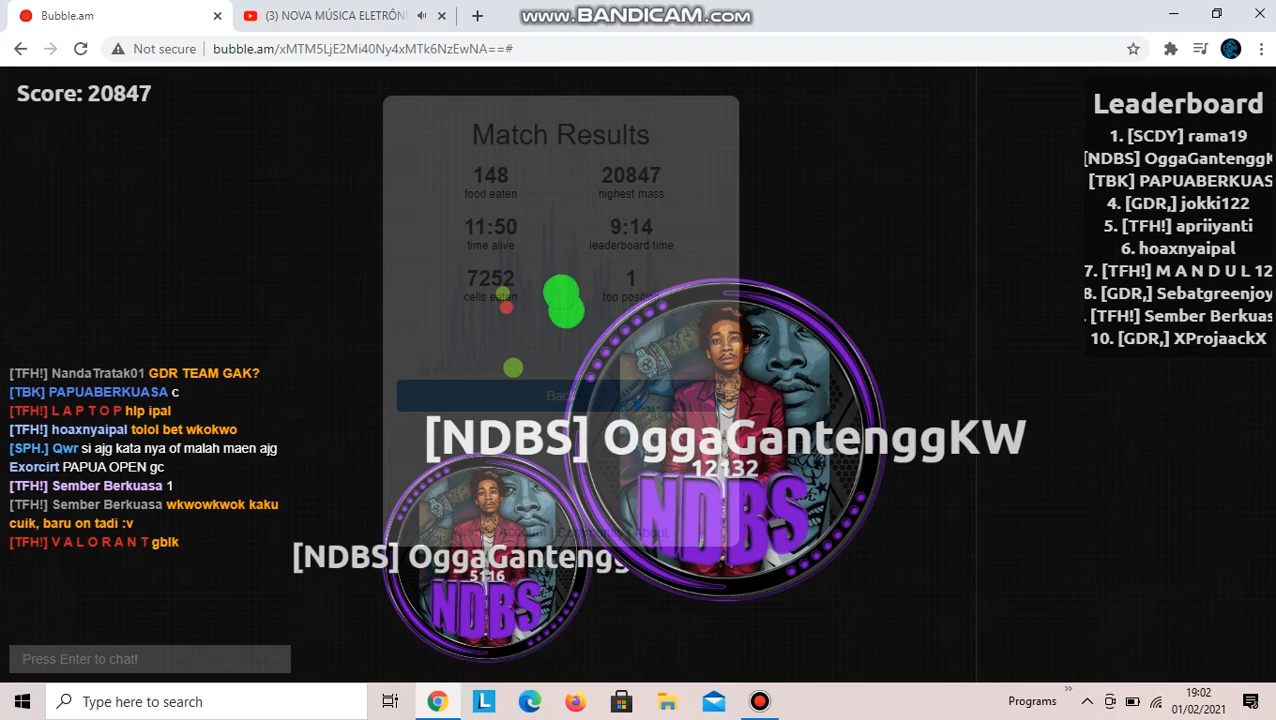 Bubble.am
(3) NOVA MÚSICA ELETRÔN
www.BANDICAM.com
Not secure
bubble.am/xMTM5LjE2Mi40Ny4xMTk6NzEwNA==#
Score: 20847
Match Results
148
20847
food eaten
highest mass
11:50
9:14
time alive
leaderboard time
7252
1
cells eaten
top position
Back
Leaderboard
1. [SCDY] rama19
[NDBS] OggaGantenggK
[TBK] PAPUABERKUAS
4. [GDR,] jokki122
5. [TFH!] apriiyanti
6. hoaxnyaipal
7. [TFH!] M A N D U L 12
8. [GDR,] Sebatgreenjoy
. [TFH!] Sember Berkuas
10. [GDR,] XProjaackX
[TFH!] NandaTratak01 GDR TEAM GAK?
[TBK] PAPUABERKUASA c
[TFH!] L A P T O P hlp ipal
[TFH!] hoaxnyaipal tolol bet wkokwo
[SPH.] Qwr si ajg kata nya of malah maen ajg
Exorcirt PAPUA OPEN gc
[TFH!] Sember Berkuasa 1
[TFH!] Sember Berkuasa wkwowkwok kaku
cuik, baru on tadi :v
[TFH!] V A L O R A N T gblk
[NDBS] OggaGantenggKW
12132
NDBS
[NDBS] OggaGantengg
5116
NDBS
Community | About
Press Enter to chat!
Type here to search
Programs
19:02
01/02/2021